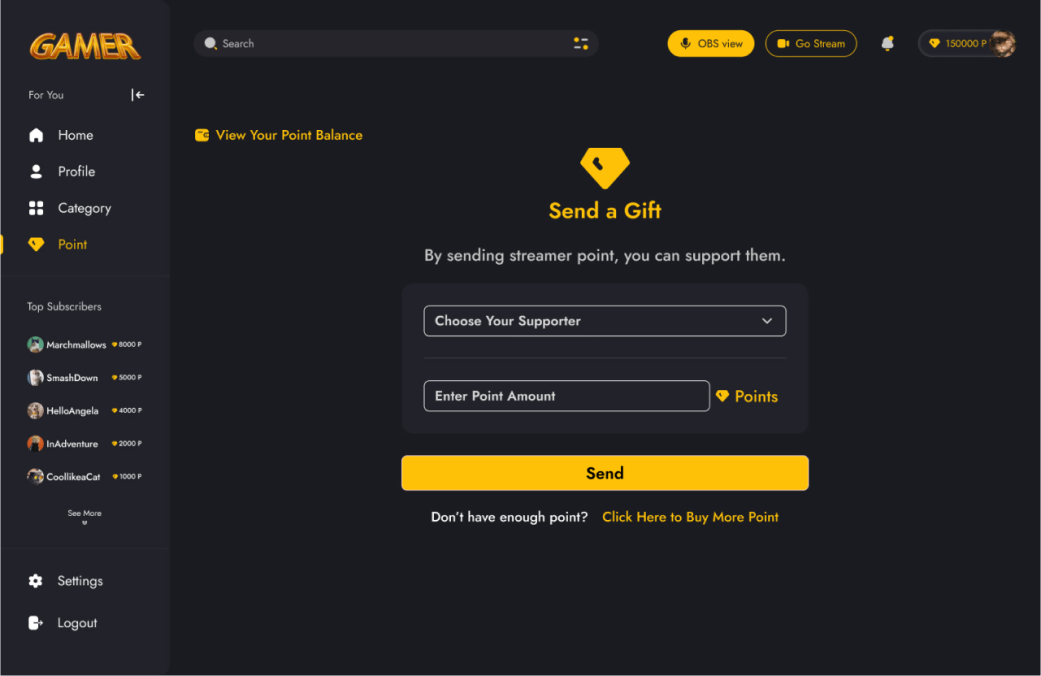 GAMER
Search
OBS view
Go Stream
150000 P
For You
Home
Profile
Category
Point
Top Subscribers
Marchmallows 8000 P
SmashDown 5000 P
HelloAngela 4000 P
InAdventure 2000 P
CoollikeaCat 1000 P
See More
Settings
Logout
View Your Point Balance
Send a Gift
By sending streamer point, you can support them.
Choose Your Supporter
Enter Point Amount
Points
Send
Don't have enough point? Click Here to Buy More Point